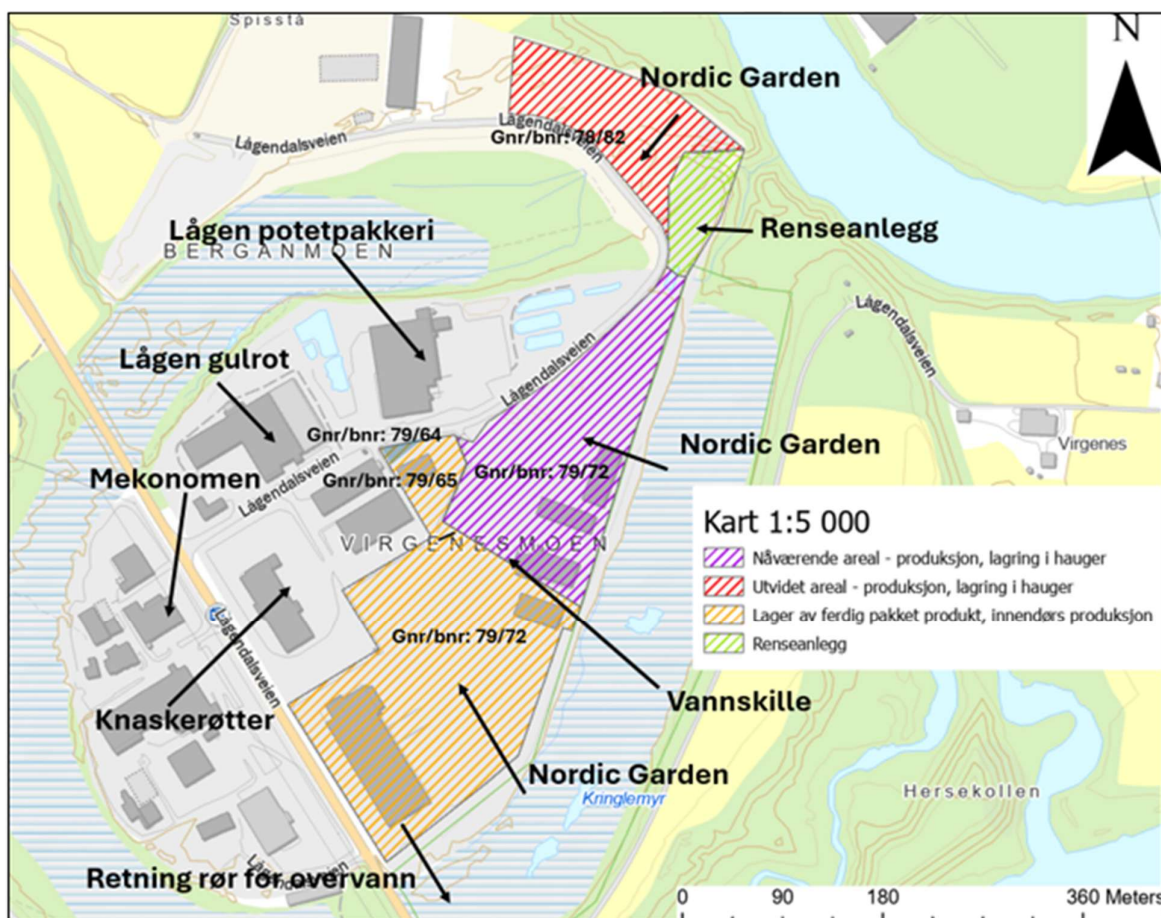 Spisstå
N
Nordic Garden
Lågendalsveien
Lågendalsveien
Gnr/bnr: 78/82
Lågen potetpakkeri
BERGANMOEN
Renseanlegg
Lågendalsveien
Lågen gulrot
Lågendalsveien
Gnr/bnr: 79/64
Nordic Garden
Virgenes
Mekonomen
Gnr/bnr: 79/65
Gnr/bnr: 79/72
Lågendalsveien
VIRGENESMOEN
Kart 1:5 000
Nåværende areal - produksjon, lagring i hauger
Utvidet areal - produksjon, lagring i hauger
Lager av ferdig pakket produkt, innendørs produksjon
Renseanlegg
Lågendalsveien
Gnr/bnr: 79/72
Vannskille
Knaskerøtter
Nordic Garden
Kringlemyr
Hersekollen
Lågendalsveien
Retning rør for overvann
0 90 180 360 Meters